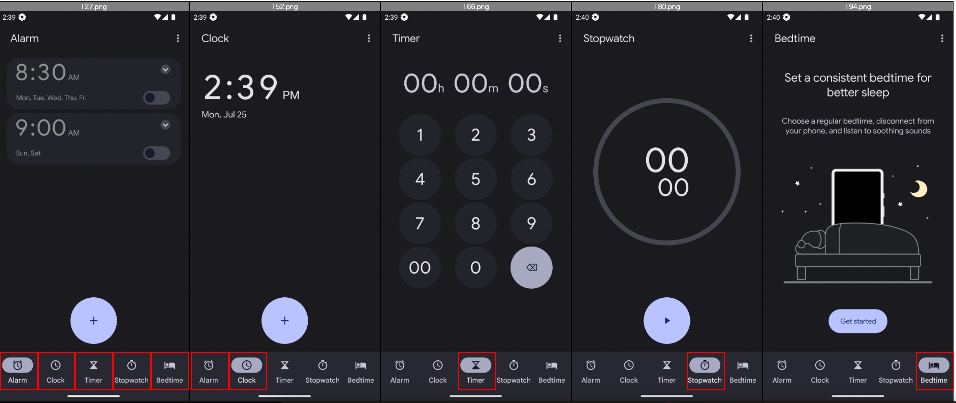 127.png
2:39
Alarm
8:30 AM
Mon, Tue, Wed, Thu, Fri
9:00 AM
Sun, Sat
+
Alarm Clock Timer Stopwatch Bedtime
152.png
2:39
Clock
2:39 PM
Mon, Jul 25
+
Alarm Clock Timer Stopwatch Bedtime
166.png
2:39
Timer
00h 00m 00s
1 2 3
4 5 6
7 8 9
00 0
Alarm Clock Timer Stopwatch Bedtime
180.png
2:40
Stopwatch
00
00
Alarm Clock Timer Stopwatch Bedtime
194.png
2:40
Bedtime
Set a consistent bedtime for
better sleep
Choose a regular bedtime, disconnect from
your phone, and listen to soothing sounds
Get started
Alarm Clock Timer Stopwatch Bedtime